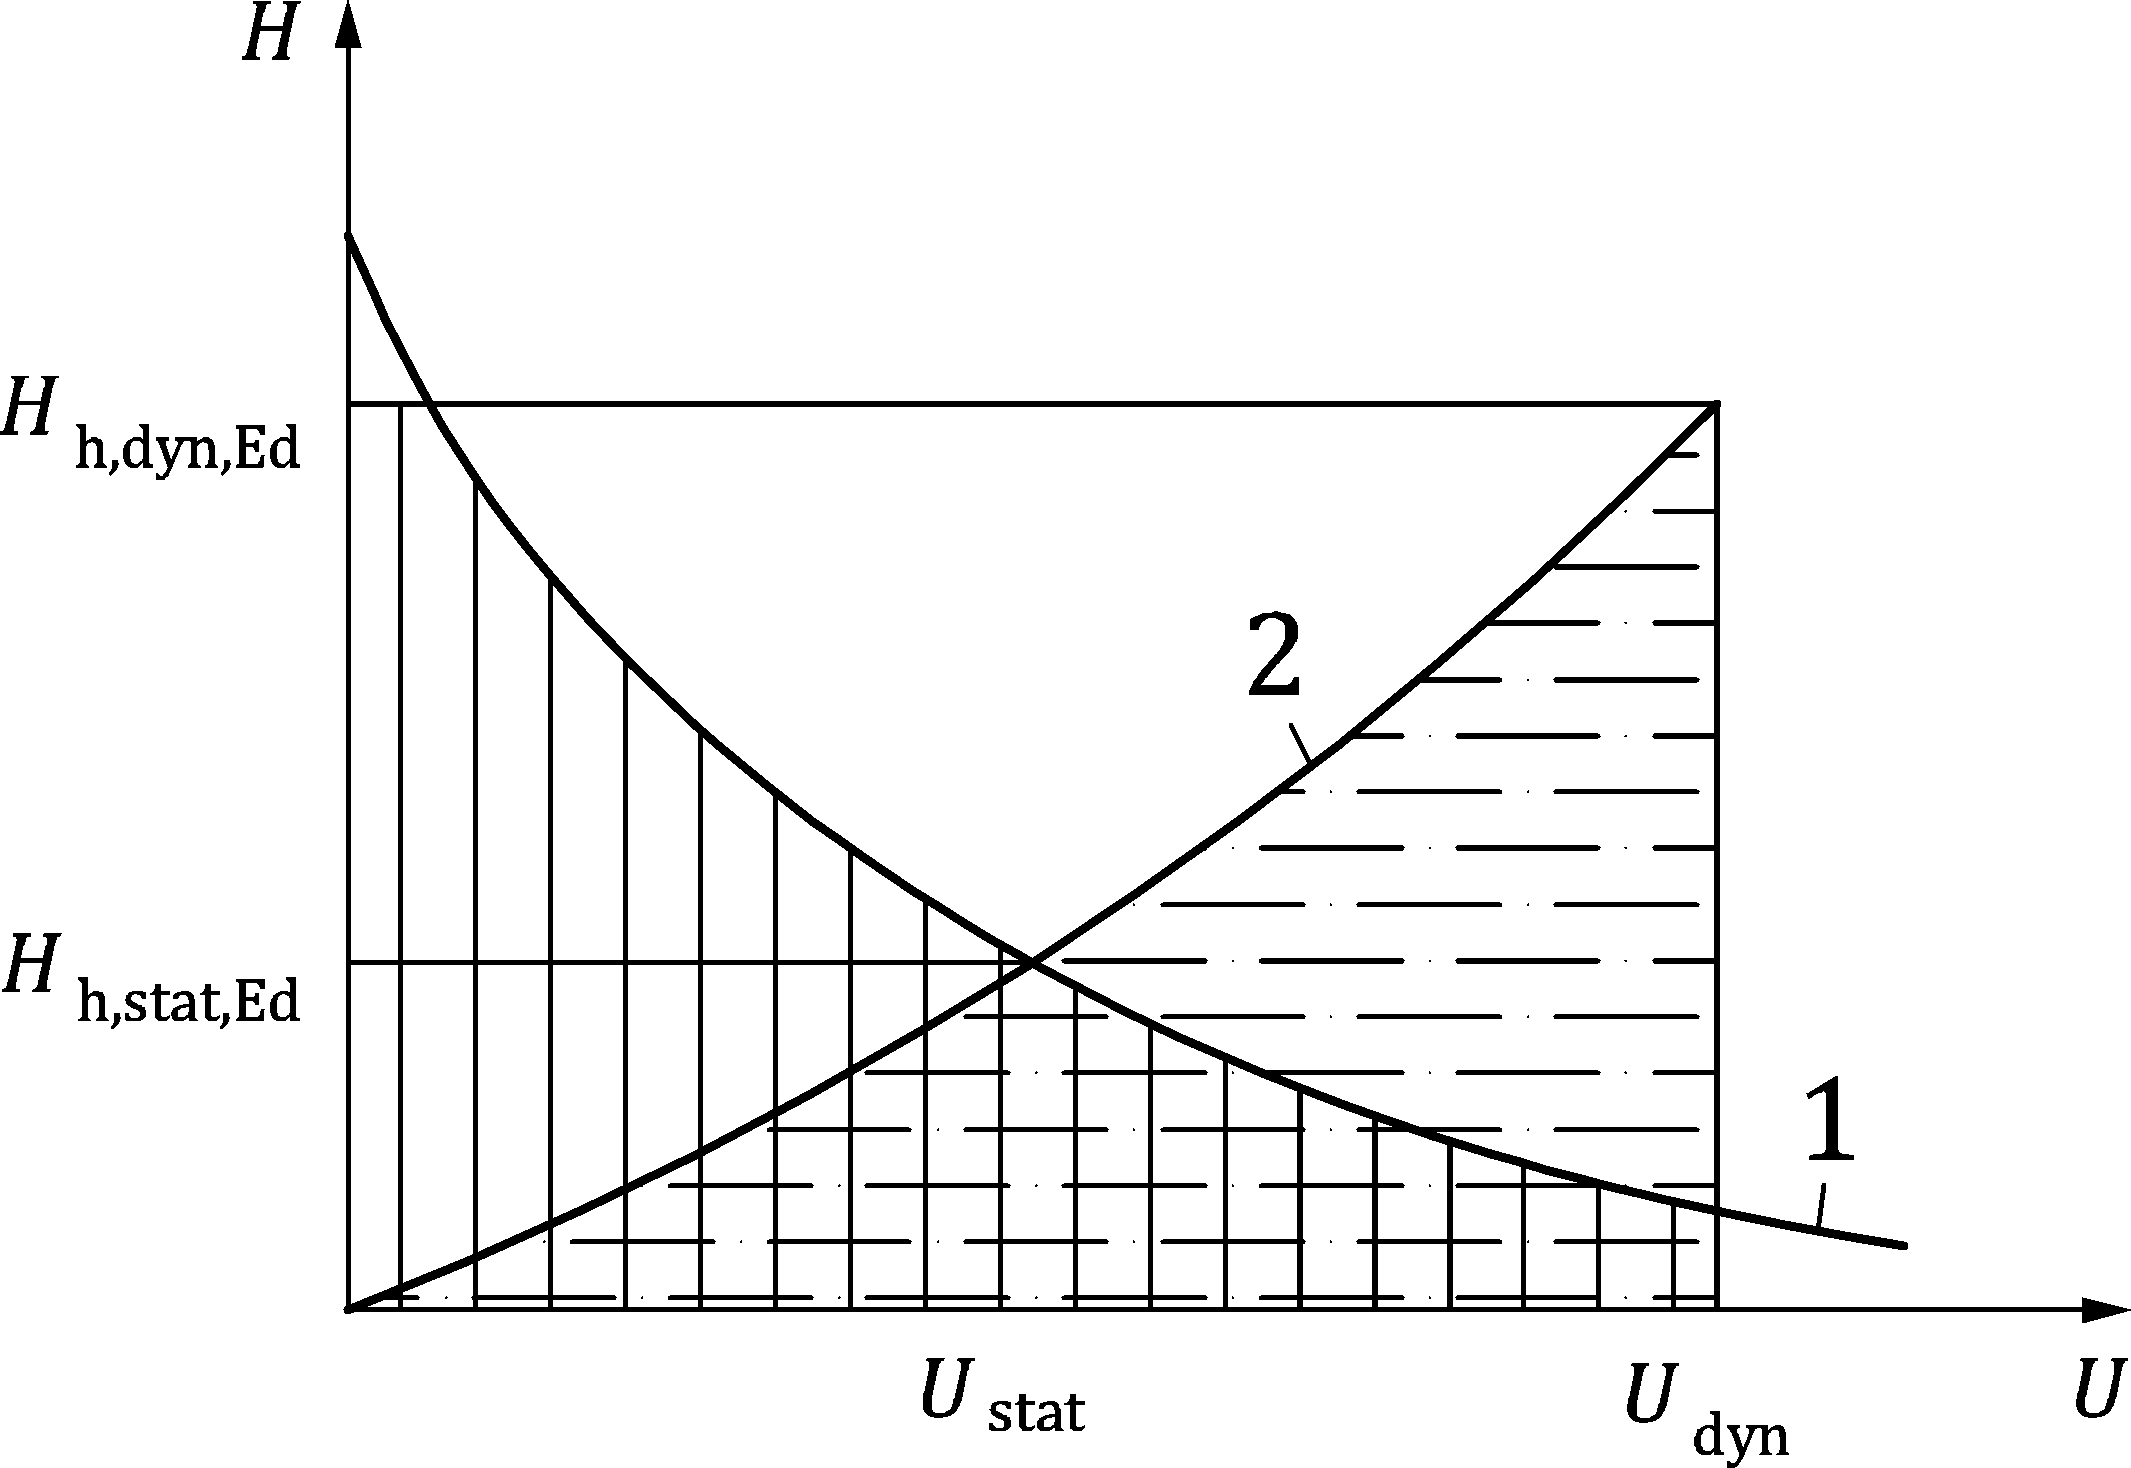 H
H h,dyn,Ed
2
H h,stat,Ed
1
U stat
U dyn
U